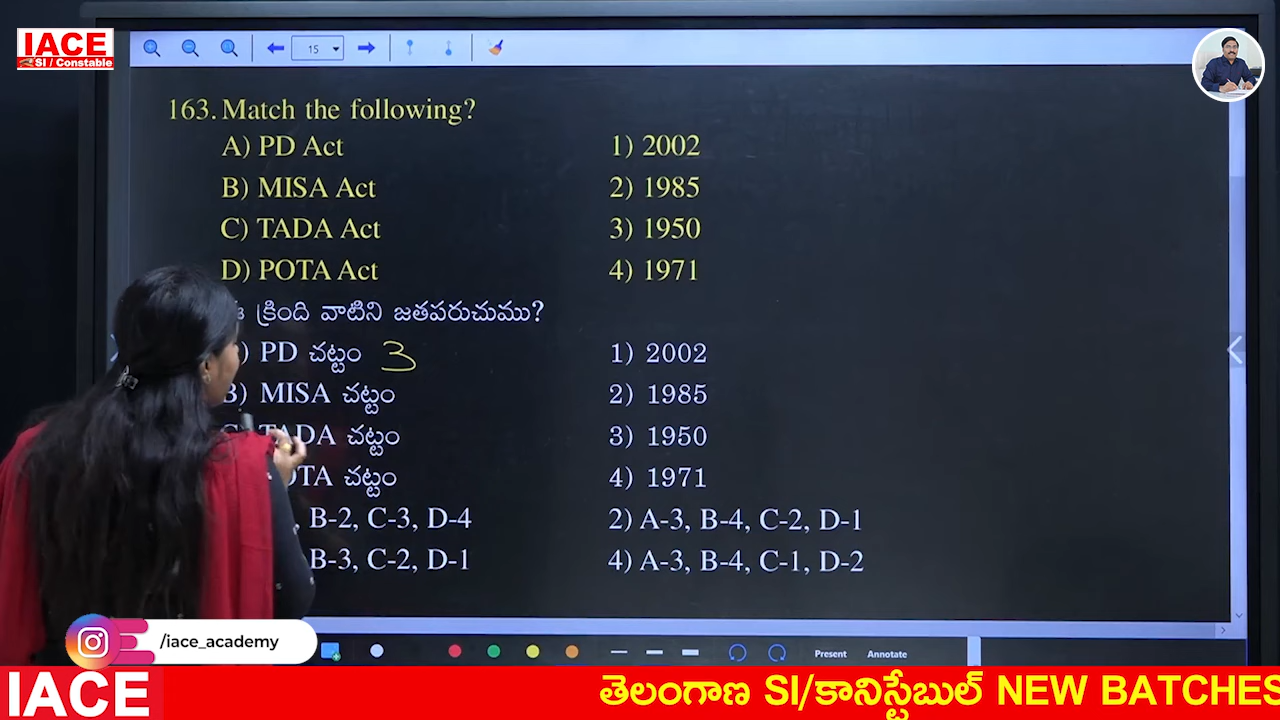 IACE
SI / Constable
15
163. Match the following?
A) PD Act 1) 2002
B) MISA Act 2) 1985
C) TADA Act 3) 1950
D) POTA Act 4) 1971
క్రింది వాటిని జతపరుచుము?
) PD చట్టం 3 1) 2002
B) MISA చట్టం 2) 1985
C) TADA చట్టం 3) 1950
OTA చట్టం 4) 1971
, B-2, C-3, D-4 2) A-3, B-4, C-2, D-1
B-3, C-2, D-1 4) A-3, B-4, C-1, D-2
/iace_academy
Present Annotate
IACE తెలంగాణ SI/కానిస్టేబుల్ NEW BATCHES